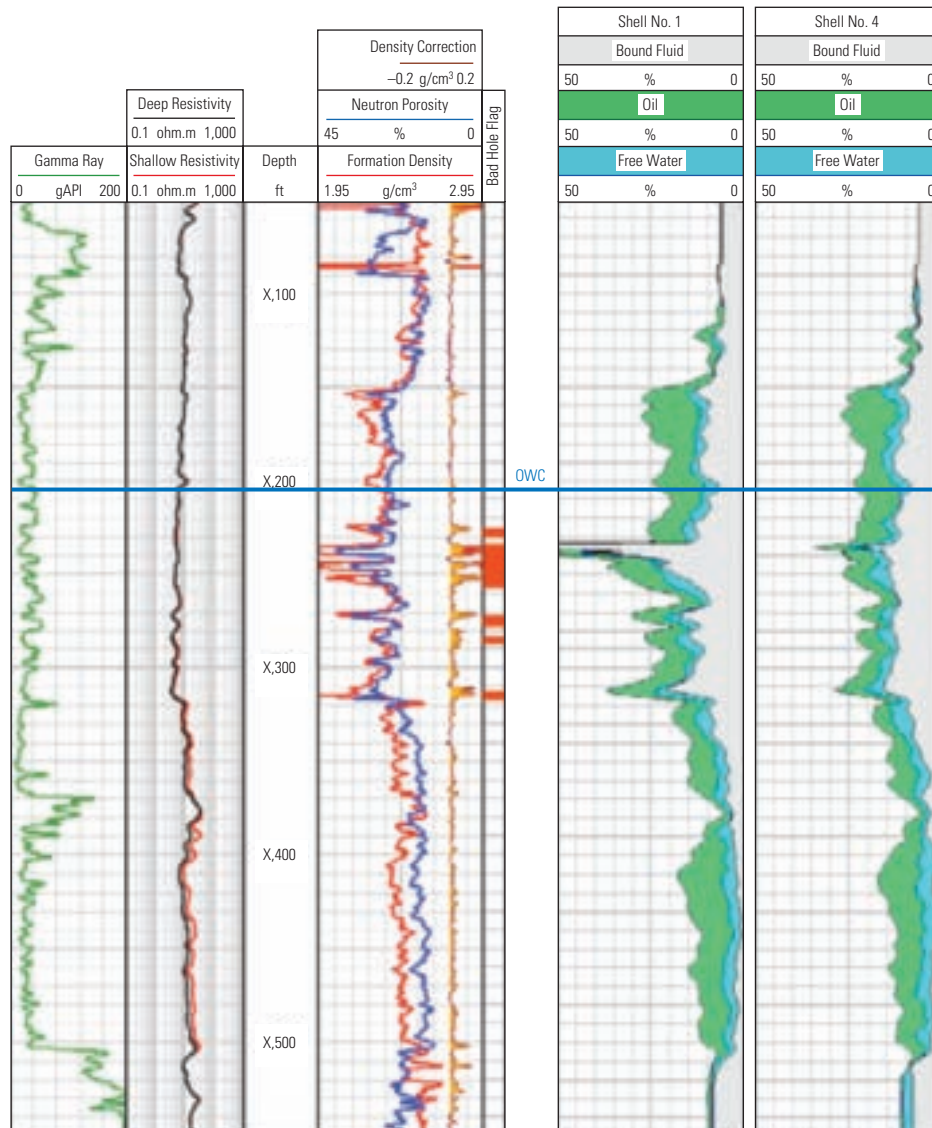 Shell No. 1
Shell No. 4
Density Correction
Bound Fluid
Bound Fluid
−0.2 g/cm³ 0.2
50 % 0
50 % 0
Deep Resistivity
Neutron Porosity
Oil
Oil
0.1 ohm.m 1,000
45 % 0
50 % 0
50 % 0
Bad Hole Flag
Gamma Ray
Shallow Resistivity
Depth
Formation Density
Free Water
Free Water
0 gAPI 200
0.1 ohm.m 1,000
ft
1.95 g/cm³ 2.95
50 % 0
50 % 0
X,100
X,200
OWC
X,300
X,400
X,500